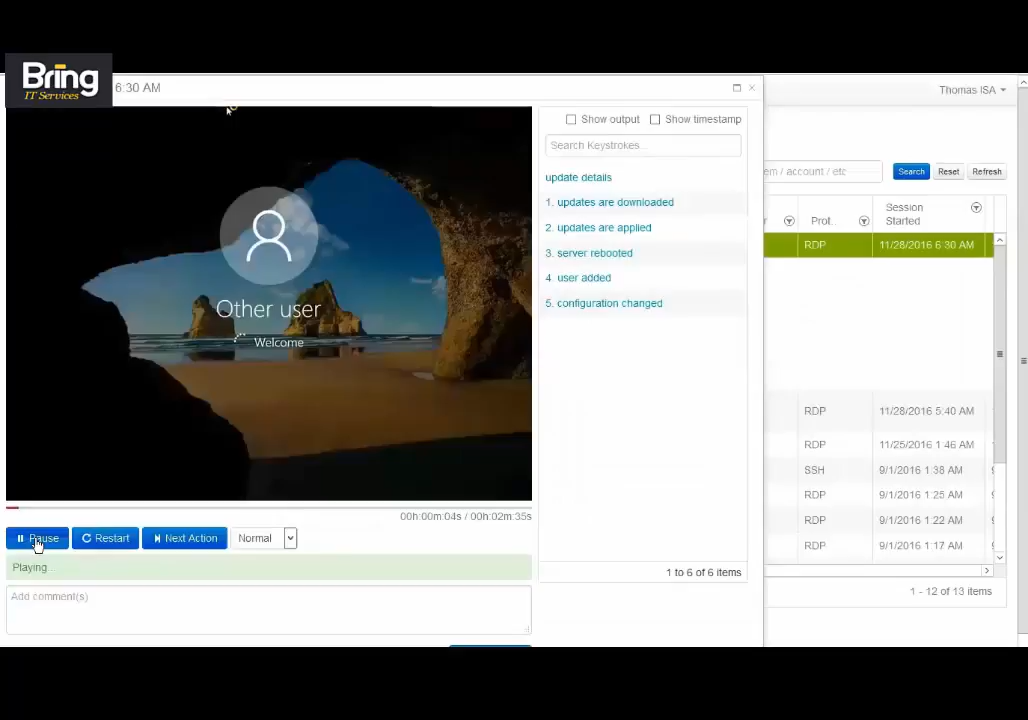 Bring
IT Services
6:30 AM
Thomas ISA
Show output
Show timestamp
Search Keystrokes...
em / account / etc
Search
Reset
Refresh
update details
1. updates are downloaded
2. updates are applied
3. server rebooted
4. user added
5. configuration changed
Prot..
Session
Started
RDP 11/28/2016 6:30 AM
Other user
Welcome
RDP 11/28/2016 5:40 AM
RDP 11/25/2016 1:46 AM
SSH 9/1/2016 1:38 AM
RDP 9/1/2016 1:25 AM
RDP 9/1/2016 1:22 AM
RDP 9/1/2016 1:17 AM
00h:00m:04s / 00h:02m:35s
Pause
Restart
Next Action
Normal
Playing...
1 to 6 of 6 items
1 - 12 of 13 items
Add comment(s)